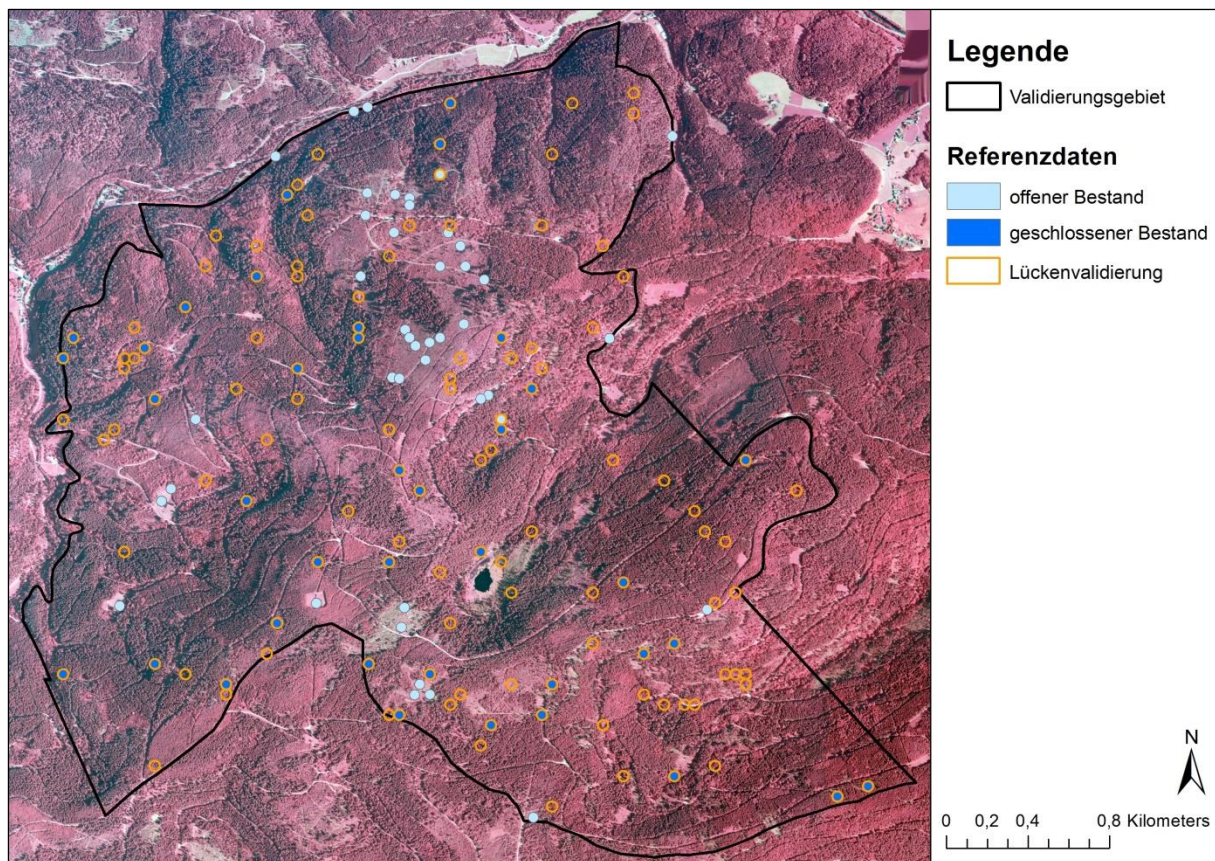 Legende
Validierungsgebiet
Referenzdaten
offener Bestand
geschlossener Bestand
Lückenvalidierung
N
0 0,2 0,4 0,8 Kilometers